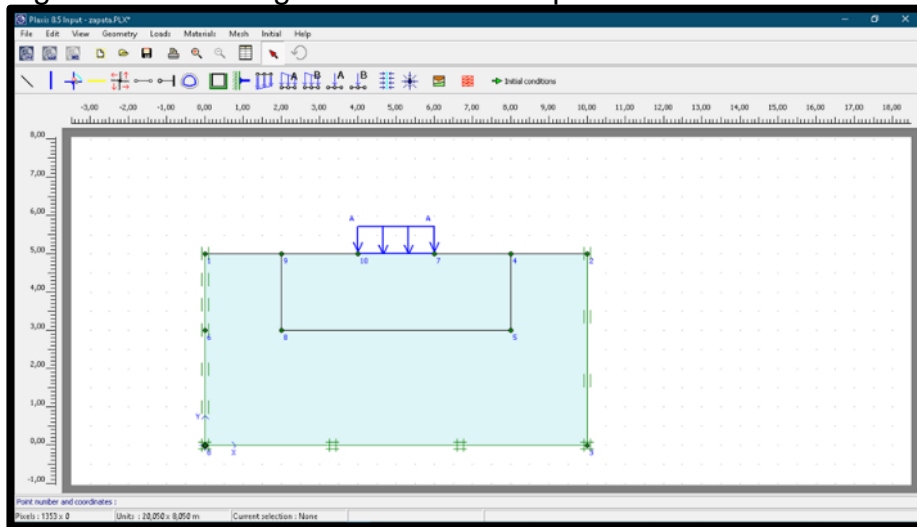 Plaxis 8.5 Input - zapata.PLX*
File Edit View Geometry Loads Materials Mesh Initial Help
A B A B
Initial conditions
-3,00 -2,00 -1,00 0,00 1,00 2,00 3,00 4,00 5,00 6,00 7,00 8,00 9,00 10,00 11,00 12,00 13,00 14,00 15,00 16,00 17,00 18,00
8,00
7,00
6,00
A A
5,00
1 9 10 7 4 2
4,00
3,00
6 8 5
2,00
1,00
Y
0,00
0 x 3
-1,00
Point number and coordinates :
Pixels : 1353 x 0 Units : 20,050 x 8,050 m Current selection : None